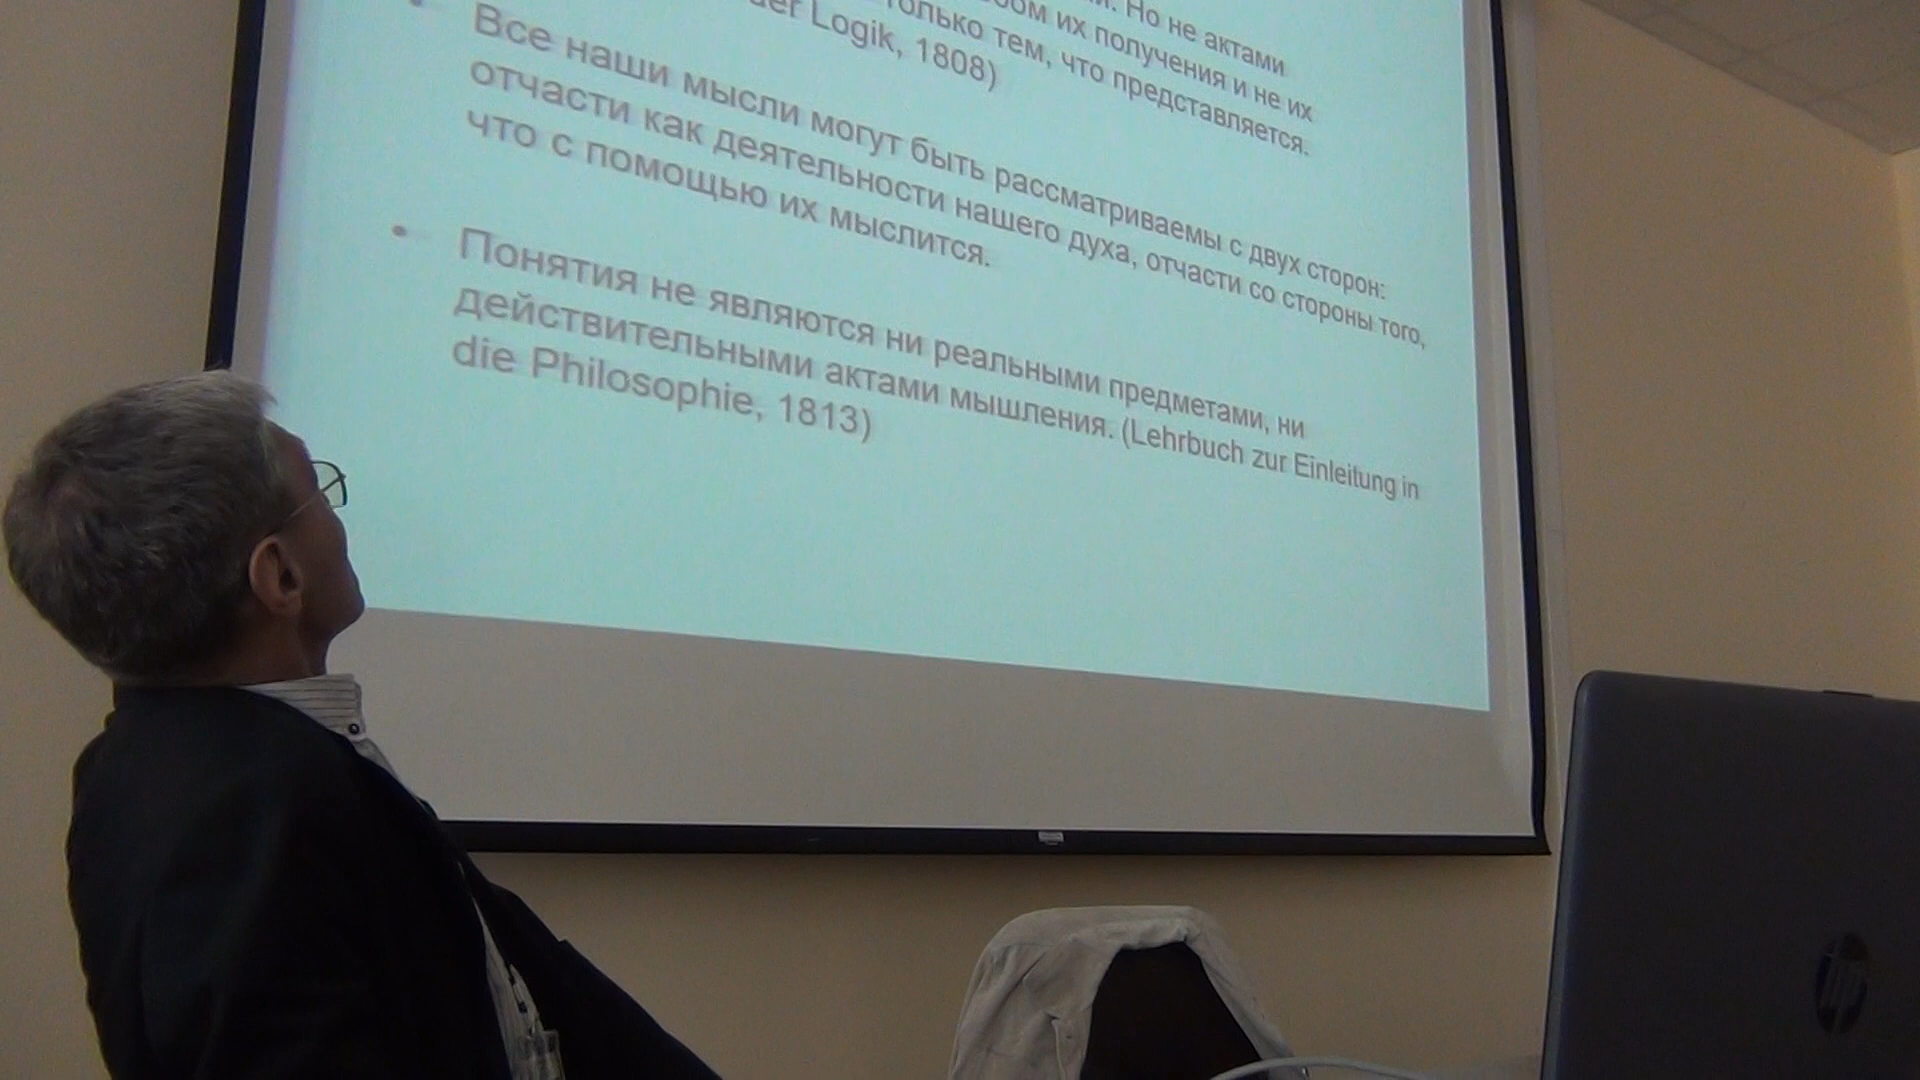 Но не актами
их получения и не их
только тем, что представляется.
der Logik, 1808)
Все наши мысли могут быть рассматриваемы с двух сторон:
отчасти как деятельности нашего духа, отчасти со стороны того,
что с помощью их мыслится.
Понятия не являются ни реальными предметами, ни
действительными актами мышления. (Lehrbuch zur Einleitung in
die Philosophie, 1813)
hp